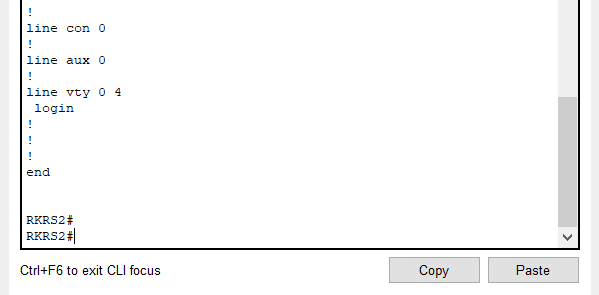 !
line con 0
!
line aux 0
!
line vty 0 4
 login
!
!
!
end
RKRS2#
RKRS2#
Ctrl+F6 to exit CLI focus
Copy
Paste